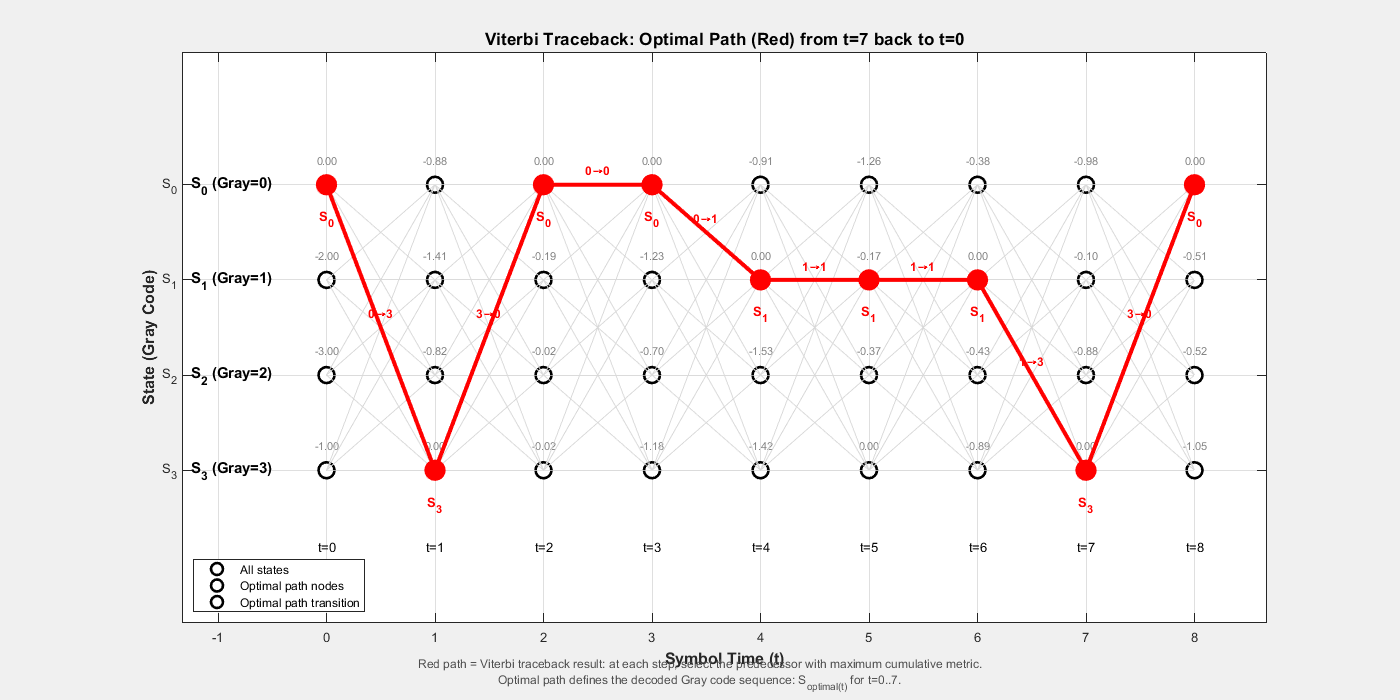 Viterbi Traceback: Optimal Path (Red) from t=7 back to t=0
0.00 -0.88 0.00 0.00 -0.91 -1.26 -0.38 -0.98 0.00
0→0
S0 S0 (Gray=0)
S0 S0 S0 0→1 S0
-2.00 -1.41 -0.19 -1.23 0.00 -0.17 0.00 -0.10 -0.51
1→1 1→1
S1 S1 (Gray=1)
0→3 3→0 S1 S1 S1 3→0
-3.00 -0.82 -0.02 -0.70 -1.53 -0.37 -0.43 -0.88 -0.52
1→3
S2 S2 (Gray=2)
-1.00 0.00 -0.02 -1.18 -1.42 0.00 -0.89 0.00 -1.05
S3 S3 (Gray=3)
S3 S3
State (Gray Code)
t=0 t=1 t=2 t=3 t=4 t=5 t=6 t=7 t=8
All states
Optimal path nodes
Optimal path transition
-1 0 1 2 3 4 5 6 7 8
Symbol Time (t)
Red path = Viterbi traceback result: at each step, select the predecessor with maximum cumulative metric.
Optimal path defines the decoded Gray code sequence: Soptimal(t) for t=0..7.